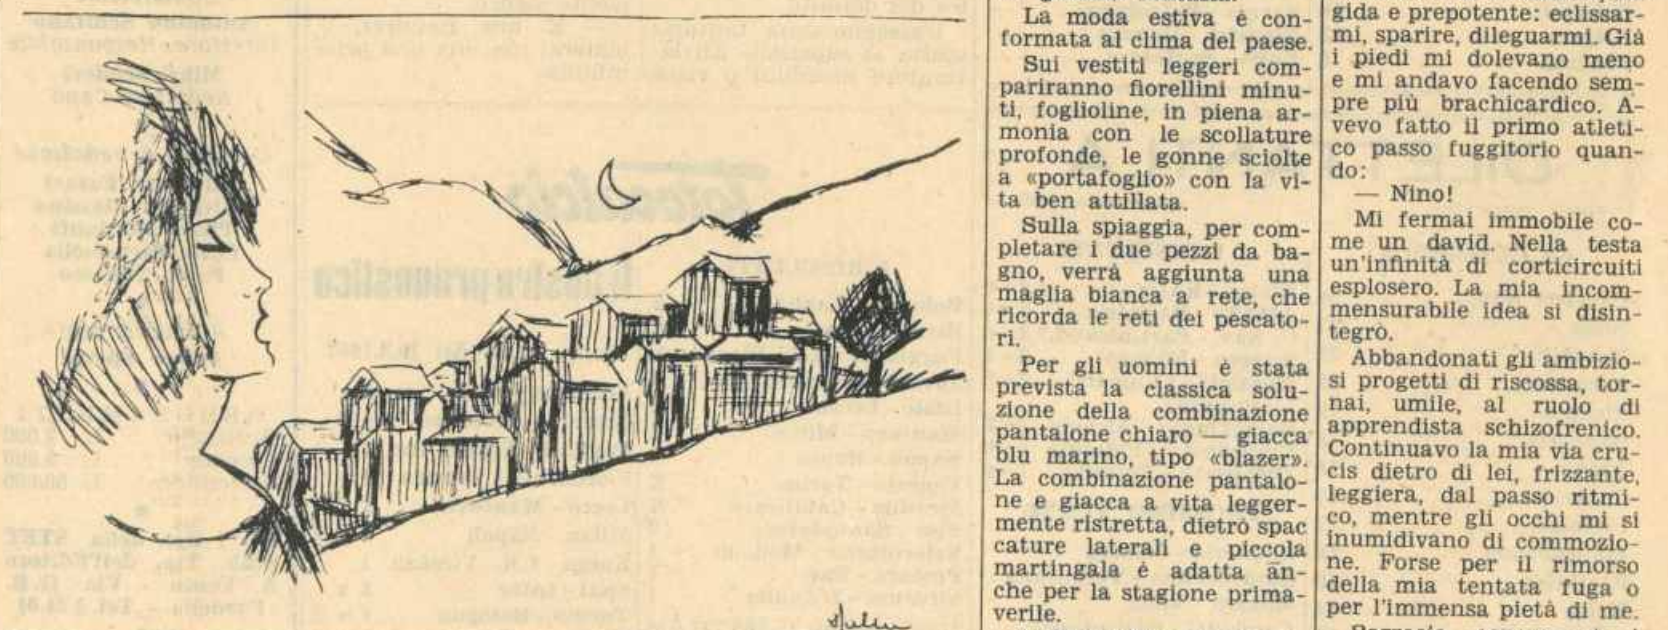 La moda estiva è con-
formata al clima del paese.
Sui vestiti leggeri com-
pariranno fiorellini minu-
ti, foglioline, in piena ar-
monia con le scollature
profonde, le gonne sciolte
a «portafoglio» con la vi-
ta ben attillata.
Sulla spiaggia, per com-
pletare i due pezzi da ba-
gno, verrà aggiunta una
maglia bianca a rete, che
ricorda le reti dei pescato-
ri.
Per gli uomini è stata
prevista la classica solu-
zione della combinazione
pantalone chiaro — giacca
blu marino, tipo «blazer».
La combinazione pantalo-
ne e giacca a vita legger-
mente ristretta, dietrò spac
cature laterali e piccola
martingala è adatta an-
che per la stagione prima-
verile.
gida e prepotente: eclissar-
mi, sparire, dileguarmi. Già
i piedi mi dolevano meno
e mi andavo facendo sem-
pre più brachicardico. A-
vevo fatto il primo atleti-
co passo fuggitorio quan-
do:
— Nino!
Mi fermai immobile co-
me un david. Nella testa
un'infinità di corticircuiti
esplosero. La mia incom-
mensurabile idea si disin-
tegrò.
Abbandonati gli ambizio-
si progetti di riscossa, tor-
nai, umile, al ruolo di
apprendista schizofrenico.
Continuavo la mia via cru-
cis dietro di lei, frizzante,
leggiera, dal passo ritmi-
co, mentre gli occhi mi si
inumidivano di commozio-
ne. Forse per il rimorso
della mia tentata fuga o
per l'immensa pietà di me.